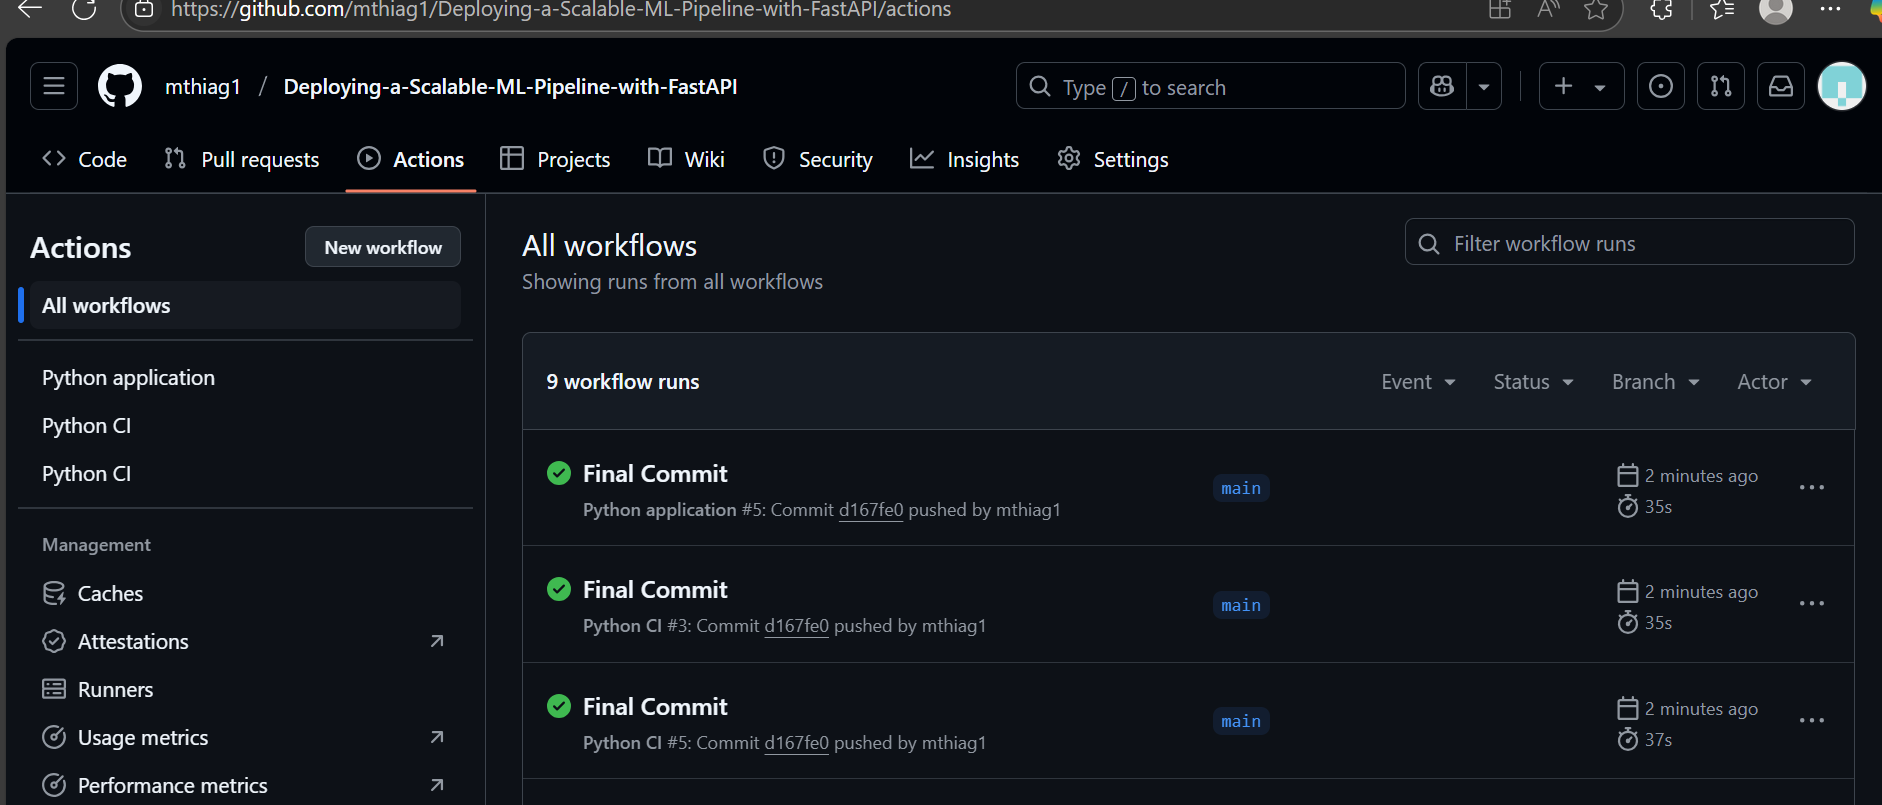 https://github.com/mthiag1/Deploying-a-Scalable-ML-Pipeline-with-FastAPI/actions
mthiag1 / Deploying-a-Scalable-ML-Pipeline-with-FastAPI
Type / to search
Code
Pull requests
Actions
Projects
Wiki
Security
Insights
Settings
Actions
New workflow
All workflows
Python application
Python CI
Python CI
Management
Caches
Attestations
Runners
Usage metrics
Performance metrics
All workflows
Showing runs from all workflows
Filter workflow runs
9 workflow runs
Event
Status
Branch
Actor
Final Commit
Python application #5: Commit d167fe0 pushed by mthiag1
main
2 minutes ago
35s
Final Commit
Python CI #3: Commit d167fe0 pushed by mthiag1
main
2 minutes ago
35s
Final Commit
Python CI #5: Commit d167fe0 pushed by mthiag1
main
2 minutes ago
37s